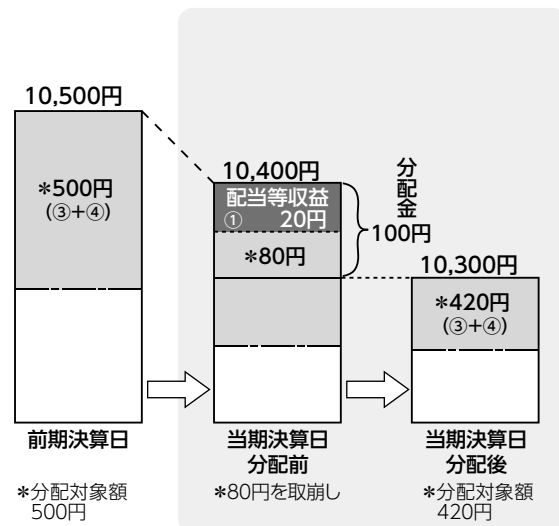 10,500円
*500円
(③+④)
前期決算日
*分配対象額
500円
10,400円
配当等収益
① 20円
*80円
分配金
100円
当期決算日
分配前
*80円を取崩し
10,300円
*420円
(③+④)
当期決算日
分配後
*分配対象額
420円